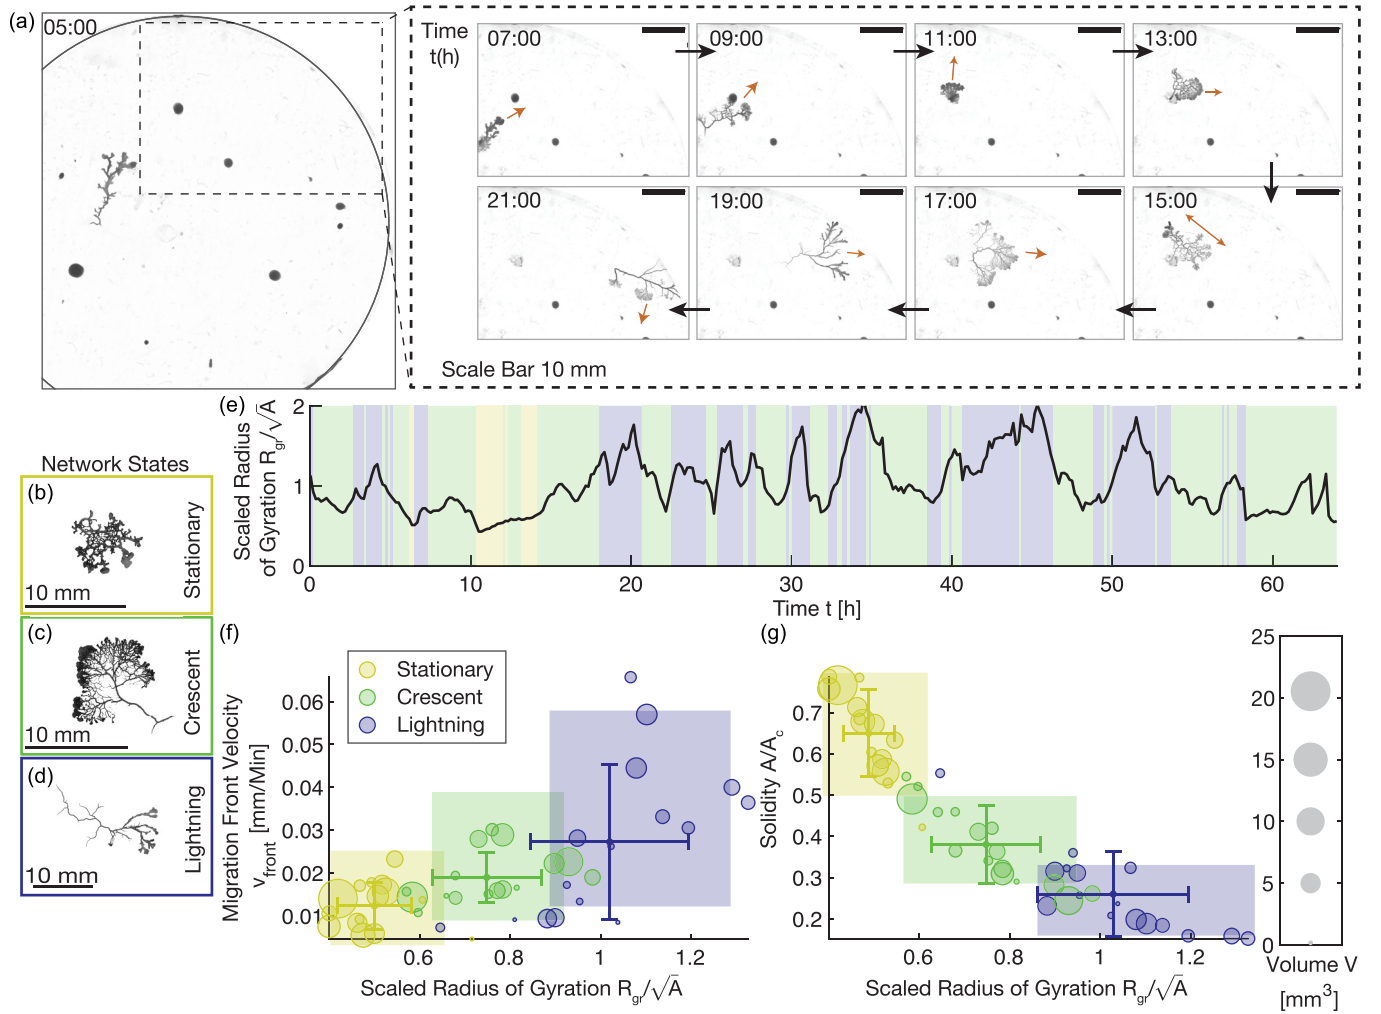 (a)
05:00
Time
t(h)
07:00
09:00
11:00
13:00
21:00
19:00
17:00
15:00
Scale Bar 10 mm
Network States
(b)
Stationary
10 mm
(c)
Crescent
10 mm
(d)
Lightning
10 mm
(e)
Scaled Radius
of Gyration R_gr/√A
2
1
0
0
10
20
30
40
50
60
Time t [h]
(f)
Stationary
Crescent
Lightning
Migration Front Velocity
v_front [mm/Min]
0.06
0.05
0.04
0.03
0.02
0.01
0.6
0.8
1
1.2
Scaled Radius of Gyration R_gr/√A
(g)
Solidity A/A_c
0.7
0.6
0.5
0.4
0.3
0.2
0.6
0.8
1
1.2
Scaled Radius of Gyration R_gr/√A
25
20
15
10
5
0
Volume V
[mm³]